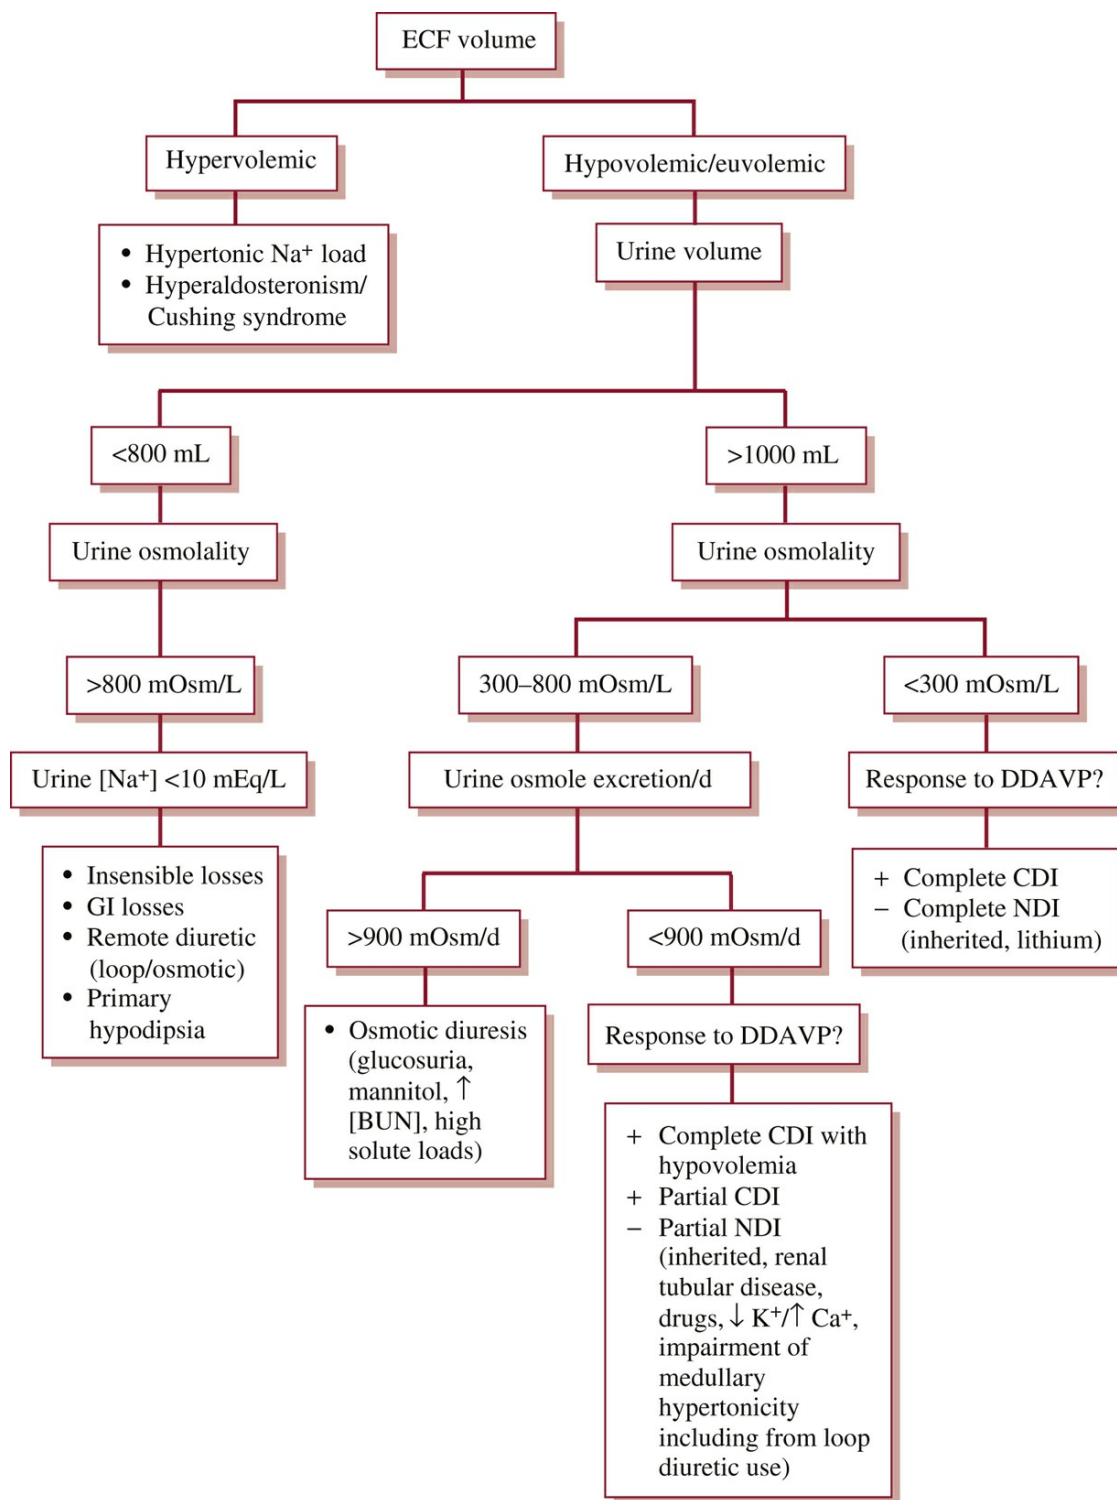 ECF volume
Hypervolemic
Hypovolemic/euvolemic
• Hypertonic Na⁺ load
• Hyperaldosteronism/
Cushing syndrome
Urine volume
<800 mL
>1000 mL
Urine osmolality
Urine osmolality
>800 mOsm/L
300–800 mOsm/L
<300 mOsm/L
Urine [Na⁺] <10 mEq/L
Urine osmole excretion/d
Response to DDAVP?
• Insensible losses
• GI losses
• Remote diuretic
(loop/osmotic)
• Primary
hypodipsia
+ Complete CDI
− Complete NDI
(inherited, lithium)
>900 mOsm/d
<900 mOsm/d
• Osmotic diuresis
(glucosuria,
mannitol, ↑
[BUN], high
solute loads)
Response to DDAVP?
+ Complete CDI with
hypovolemia
+ Partial CDI
− Partial NDI
(inherited, renal
tubular disease,
drugs, ↓ K⁺/↑ Ca⁺,
impairment of
medullary
hypertonicity
including from loop
diuretic use)